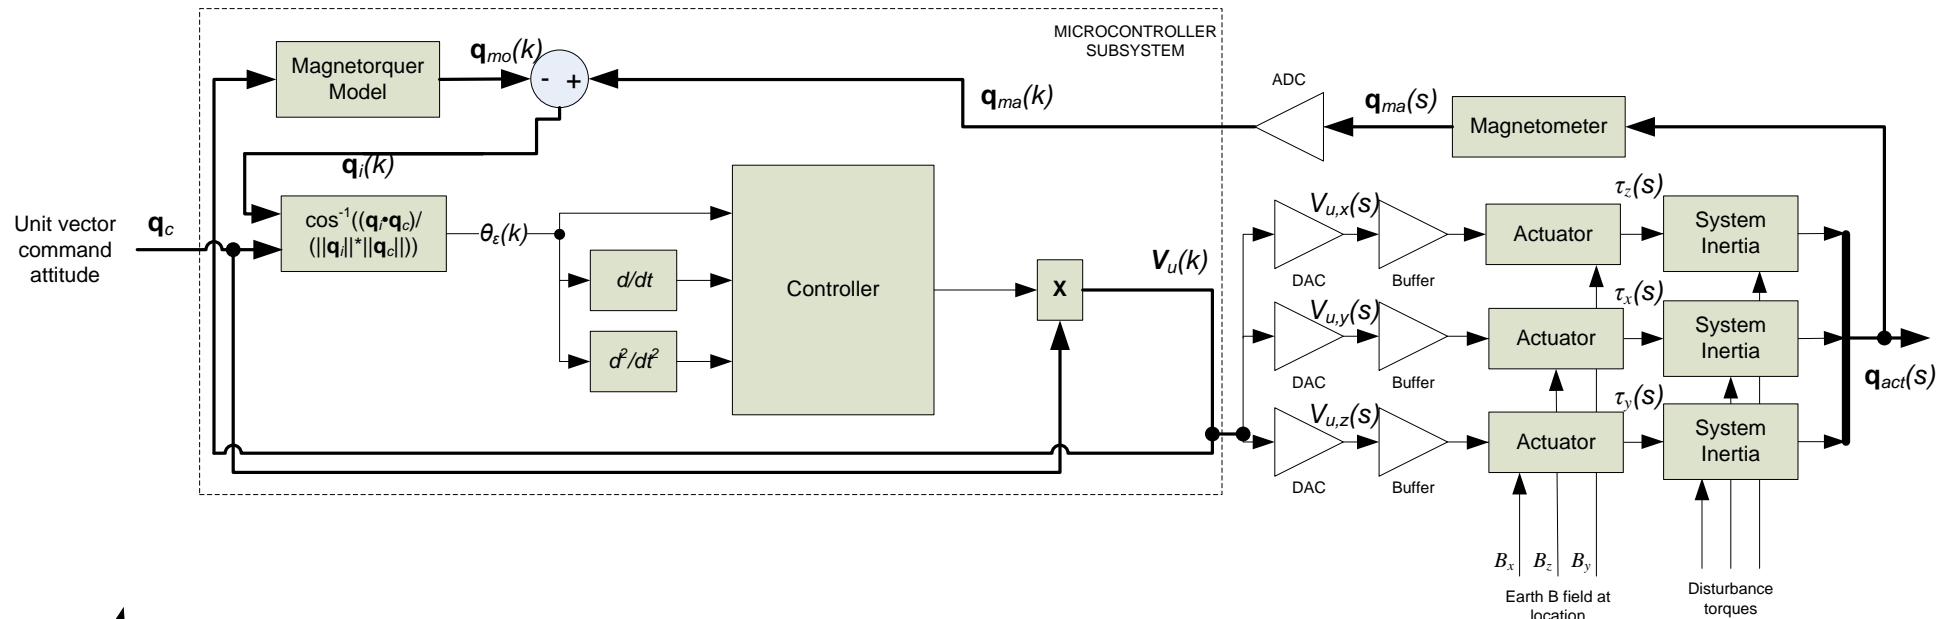 MICROCONTROLLER
SUBSYSTEM
Magnetorquer
Model
qmo(k)
- +
qma(k)
ADC
qma(s)
Magnetometer
qi(k)
Unit vector
command
attitude
qc
cos⁻¹((qi•qc)/
(||qi||*||qc||))
θε(k)
d/dt
d²/dt²
Controller
X
Vu(k)
Vu,x(s)
DAC
Buffer
Actuator
τz(s)
System
Inertia
Vu,y(s)
DAC
Buffer
Actuator
τx(s)
System
Inertia
Vu,z(s)
DAC
Buffer
Actuator
τy(s)
System
Inertia
qact(s)
Bx Bz By
Earth B field at
location
Disturbance
torques